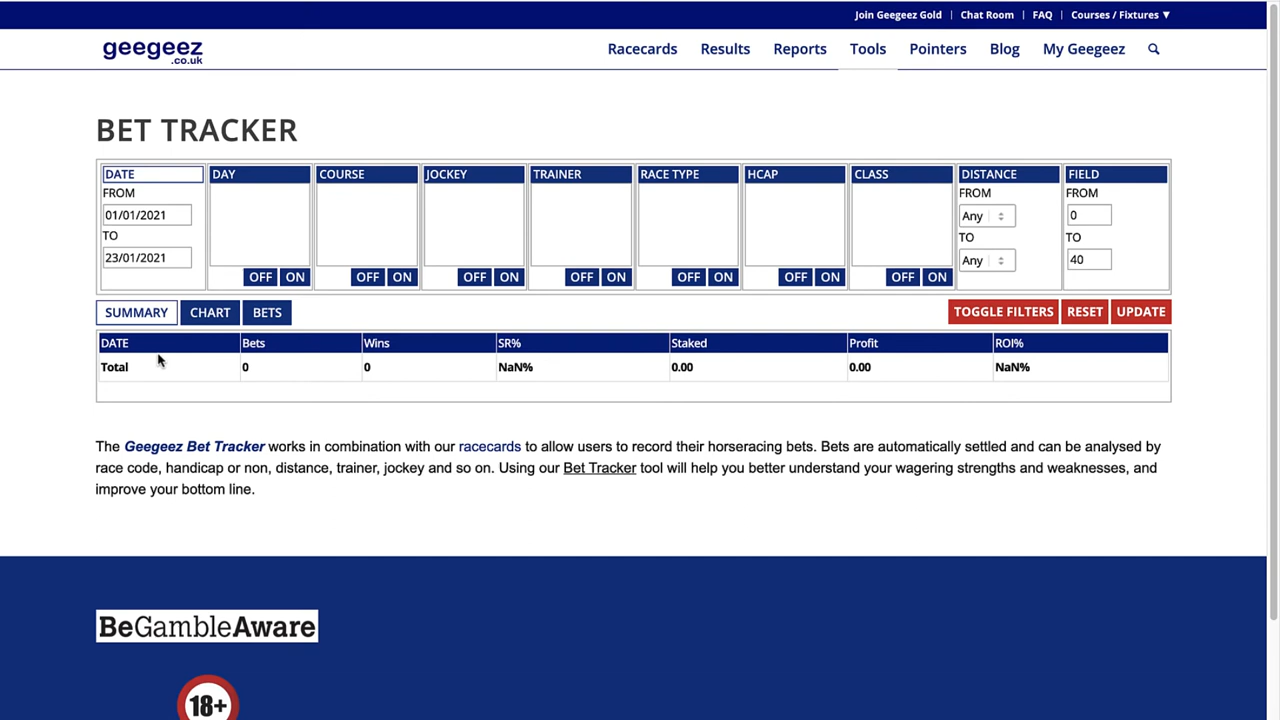 Join Geegeez Gold | Chat Room | FAQ | Courses / Fixtures ▼
geegeez
.co.uk
Racecards Results Reports Tools Pointers Blog My Geegeez
BET TRACKER
DATE DAY COURSE JOCKEY TRAINER RACE TYPE HCAP CLASS DISTANCE FIELD
FROM FROM FROM
01/01/2021 Any 0
TO TO TO
23/01/2021 Any 40
OFF ON OFF ON OFF ON OFF ON OFF ON OFF ON OFF ON
SUMMARY CHART BETS TOGGLE FILTERS RESET UPDATE
DATE Bets Wins SR% Staked Profit ROI%
Total 0 0 NaN% 0.00 0.00 NaN%
The Geegeez Bet Tracker works in combination with our racecards to allow users to record their horseracing bets. Bets are automatically settled and can be analysed by
race code, handicap or non, distance, trainer, jockey and so on. Using our Bet Tracker tool will help you better understand your wagering strengths and weaknesses, and
improve your bottom line.
BeGambleAware
18+